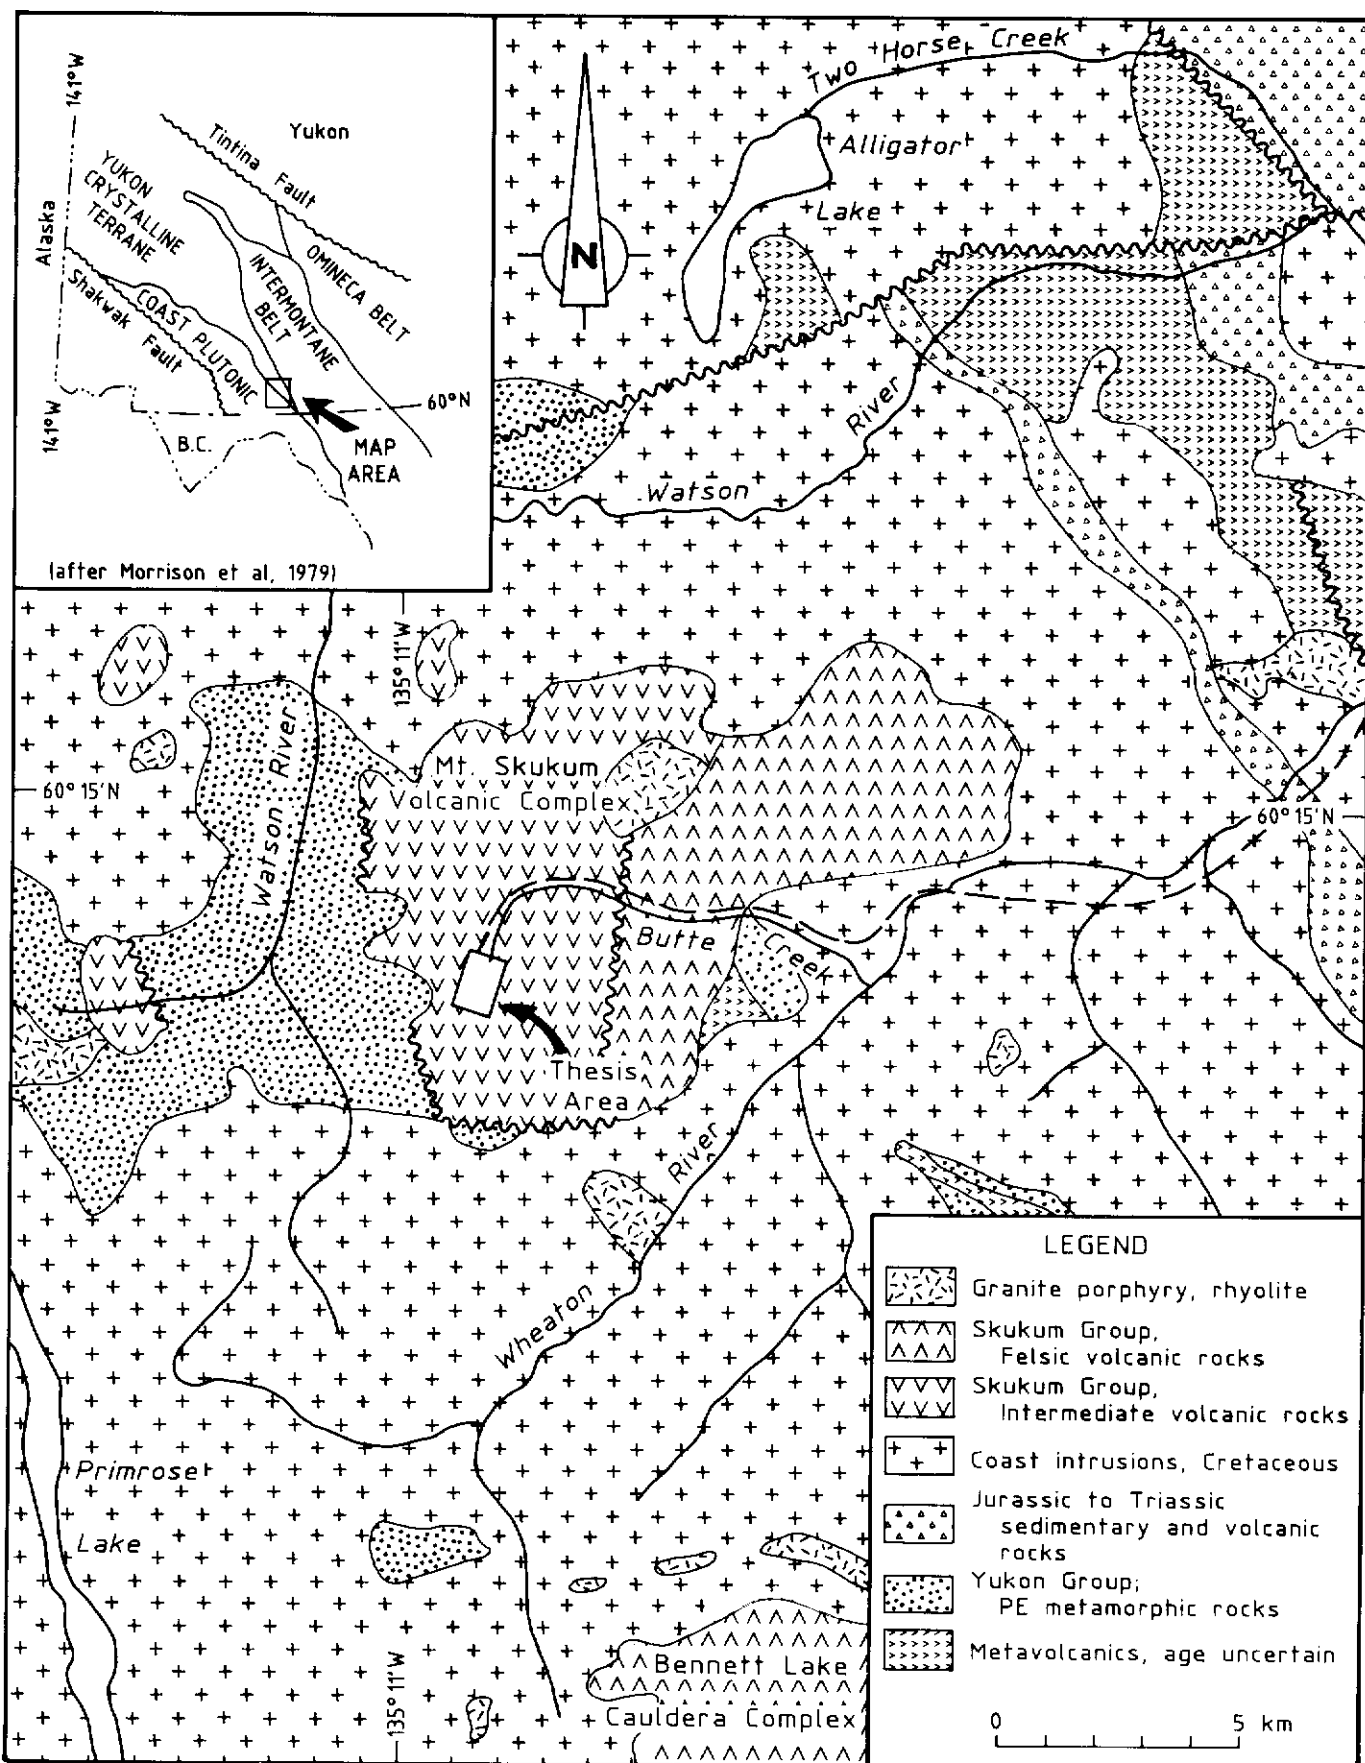 141°W
Yukon
Tintina Fault
YUKON
CRYSTALLINE
TERRANE
Alaska
OMINECA BELT
INTERMONTANE
BELT
COAST PLUTONIC
Shakwak
Fault
60°N
141°W
B.C.
MAP
AREA
(after Morrison et al, 1979)
N
Two Horse Creek
Alligator
Lake
River
Watson
135°11'W
Watson River
Mt. Skukum
Volcanic Complex
60°15'N
60°15'N
Butte
Creek
Thesis
Area
River
Wheaton
Primrose
Lake
135°11'W
Bennett Lake
Cauldera Complex
LEGEND
Granite porphyry, rhyolite
Skukum Group,
Felsic volcanic rocks
Skukum Group,
Intermediate volcanic rocks
Coast intrusions, Cretaceous
Jurassic to Triassic
sedimentary and volcanic
rocks
Yukon Group;
PE metamorphic rocks
Metavolcanics, age uncertain
0 5 km